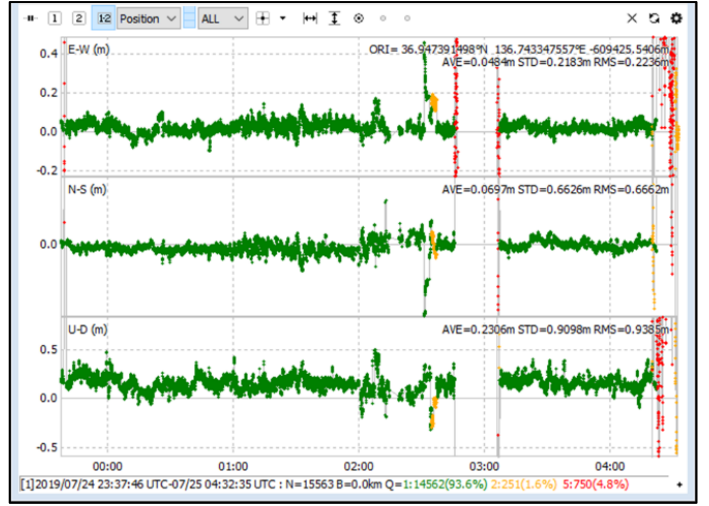 1 2 1-2 Position ALL
E-W (m) ORI= 36.947391498°N 136.743347557°E -609425.5406m
AVE=0.0484m STD=0.2183m RMS=0.2236m
0.4
0.2
0.0
-0.2
N-S (m) AVE=0.0697m STD=0.6626m RMS=0.6662m
0.0
U-D (m) AVE=0.2306m STD=0.9098m RMS=0.9385m
0.5
0.0
-0.5
00:00 01:00 02:00 03:00 04:00
[1]2019/07/24 23:37:46 UTC-07/25 04:32:35 UTC : N=15563 B=0.0km Q=1:14562(93.6%) 2:251(1.6%) 5:750(4.8%)